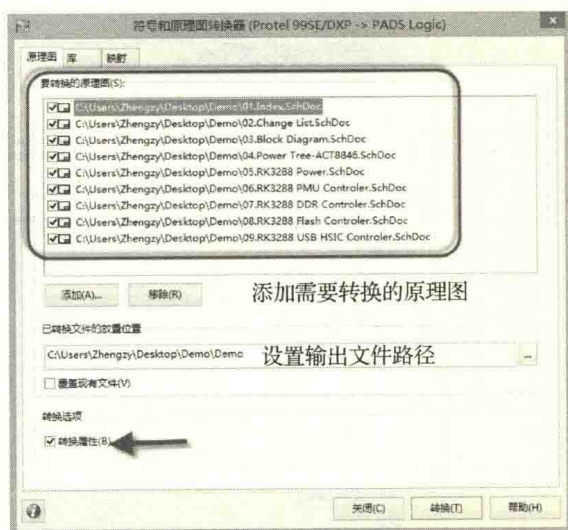 符号和原理图转换器 (Protel 99SE/DXP -> PADS Logic)
原理图 库 映射
要转换的原理图(S):
C:\Users\Zhengzy\Desktop\Demo\01.Index.SchDoc
C:\Users\Zhengzy\Desktop\Demo\02.Change List.SchDoc
C:\Users\Zhengzy\Desktop\Demo\03.Block Diagram.SchDoc
C:\Users\Zhengzy\Desktop\Demo\04.Power Tree-ACT8846.SchDoc
C:\Users\Zhengzy\Desktop\Demo\05.RK3288 Power.SchDoc
C:\Users\Zhengzy\Desktop\Demo\06.RK3288 PMU Controler.SchDoc
C:\Users\Zhengzy\Desktop\Demo\07.RK3288 DDR Controler.SchDoc
C:\Users\Zhengzy\Desktop\Demo\08.RK3288 Flash Controler.SchDoc
C:\Users\Zhengzy\Desktop\Demo\09.RK3288 USB HSIC Controler.SchDoc
添加(A)... 移除(R) 添加需要转换的原理图
已转换文件的放置位置
C:\Users\Zhengzy\Desktop\Demo\Demo 设置输出文件路径 ...
覆盖现有文件(V)
转换选项
转换属性(B)
关闭(C) 转换(T) 帮助(H)